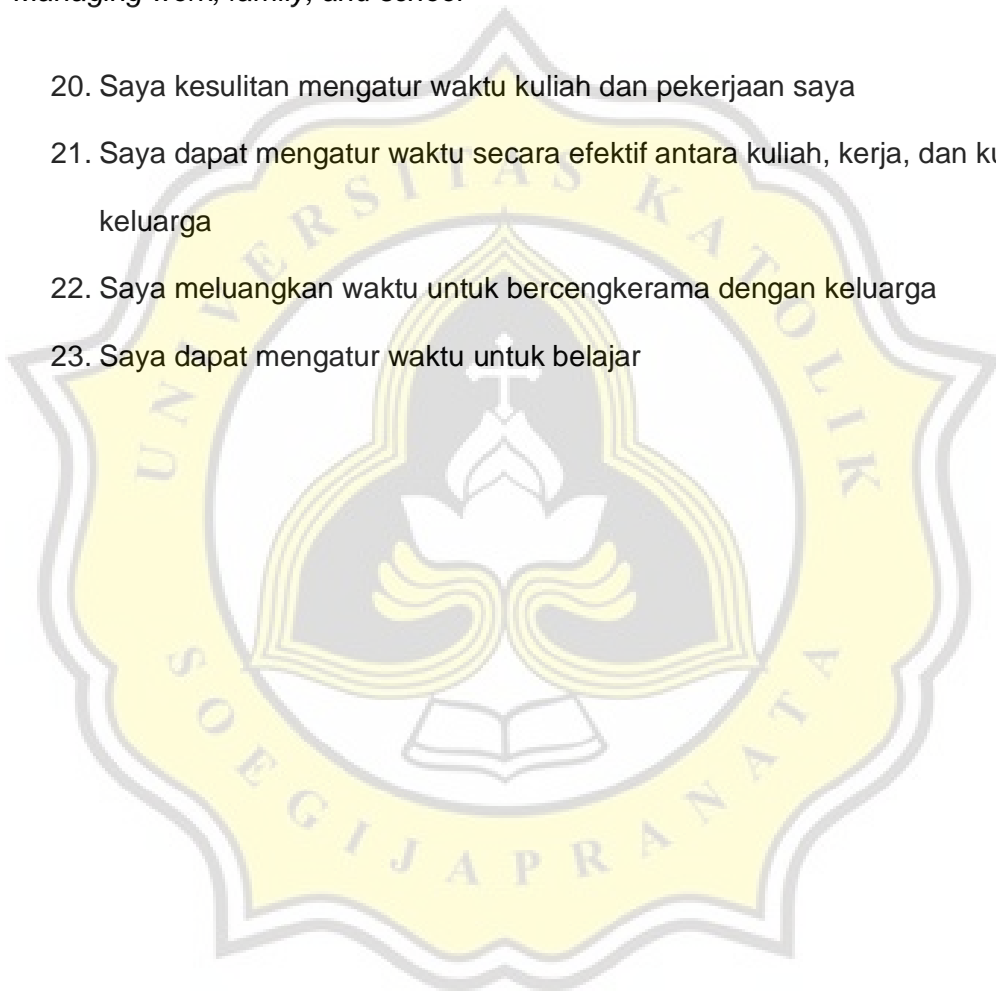 Managing work, family, and school
20. Saya kesulitan mengatur waktu kuliah dan pekerjaan saya
21. Saya dapat mengatur waktu secara efektif antara kuliah, kerja, dan
keluarga
22. Saya meluangkan waktu untuk bercengkerama dengan keluarga
23. Saya dapat mengatur waktu untuk belajar
UNIVERSITAS KATOLIK
SOEGIJAPRANATA